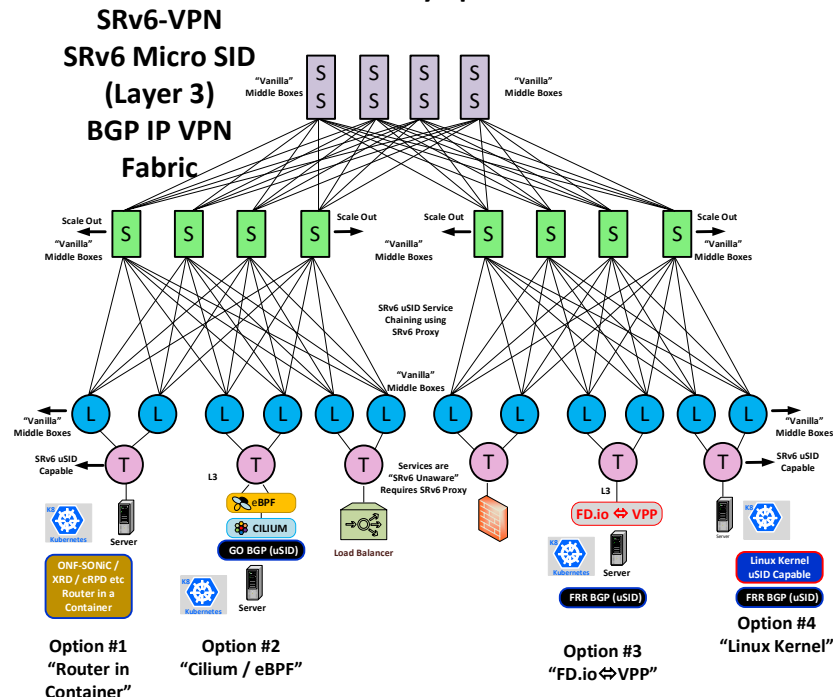 SRv6-VPN
SRv6 Micro SID
(Layer 3)
BGP IP VPN
Fabric
"Vanilla"
Middle Boxes
S
S
S
S
S
S
S
S
"Vanilla"
Middle Boxes
Scale Out
"Vanilla"
Middle Boxes
S
S
S
S
Scale Out
Scale Out
"Vanilla"
Middle Boxes
S
S
S
S
Scale Out
"Vanilla"
Middle Boxes
SRv6 uSID Service
Chaining using
SRv6 Proxy
"Vanilla"
Middle Boxes
"Vanilla"
Middle Boxes
L
L
L
L
L
L
L
L
L
L
L
L
"Vanilla"
Middle Boxes
SRv6 uSID
Capable
T
L3
T
T
Services are
"SRv6 Unaware"
Requires SRv6 Proxy
T
T
L3
T
SRv6 uSID
Capable
K8
Kubernetes
Server
ONF-SONiC /
XRD / cRPD etc
Router in a
Container
eBPF
CILIUM
GO BGP (uSID)
K8
Kubernetes
Server
Load Balancer
FD.io ⇔ VPP
K8
Kubernetes
Server
FRR BGP (uSID)
Server
K8
Kubernetes
Linux Kernel
uSID Capable
FRR BGP (uSID)
Option #1
"Router in
Container"
Option #2
"Cilium / eBPF"
Option #3
"FD.io⇔VPP"
Option #4
"Linux Kernel"